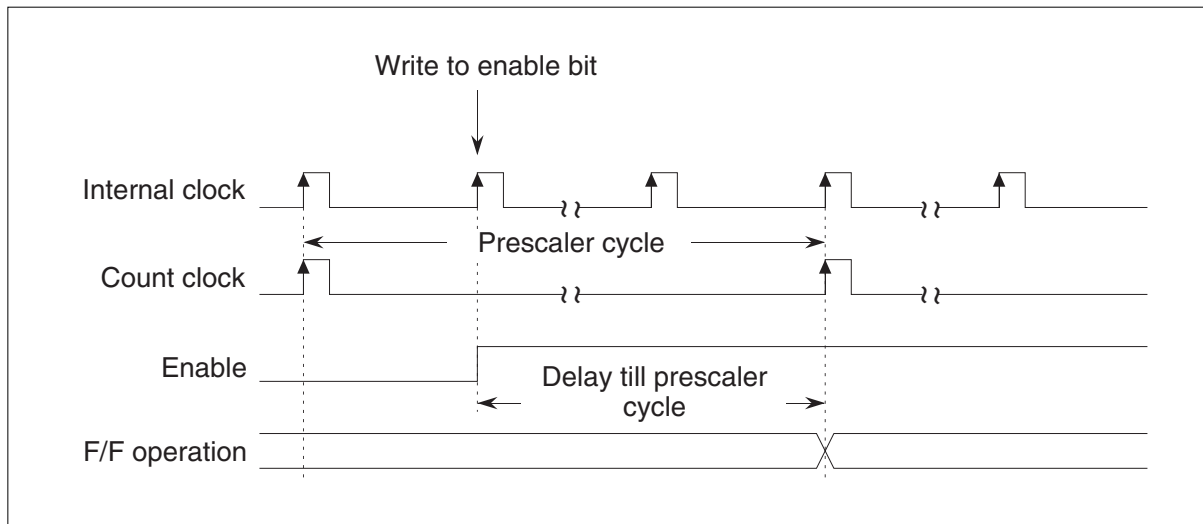 Write to enable bit
Internal clock
Prescaler cycle
Count clock
Enable
Delay till prescaler
cycle
F/F operation